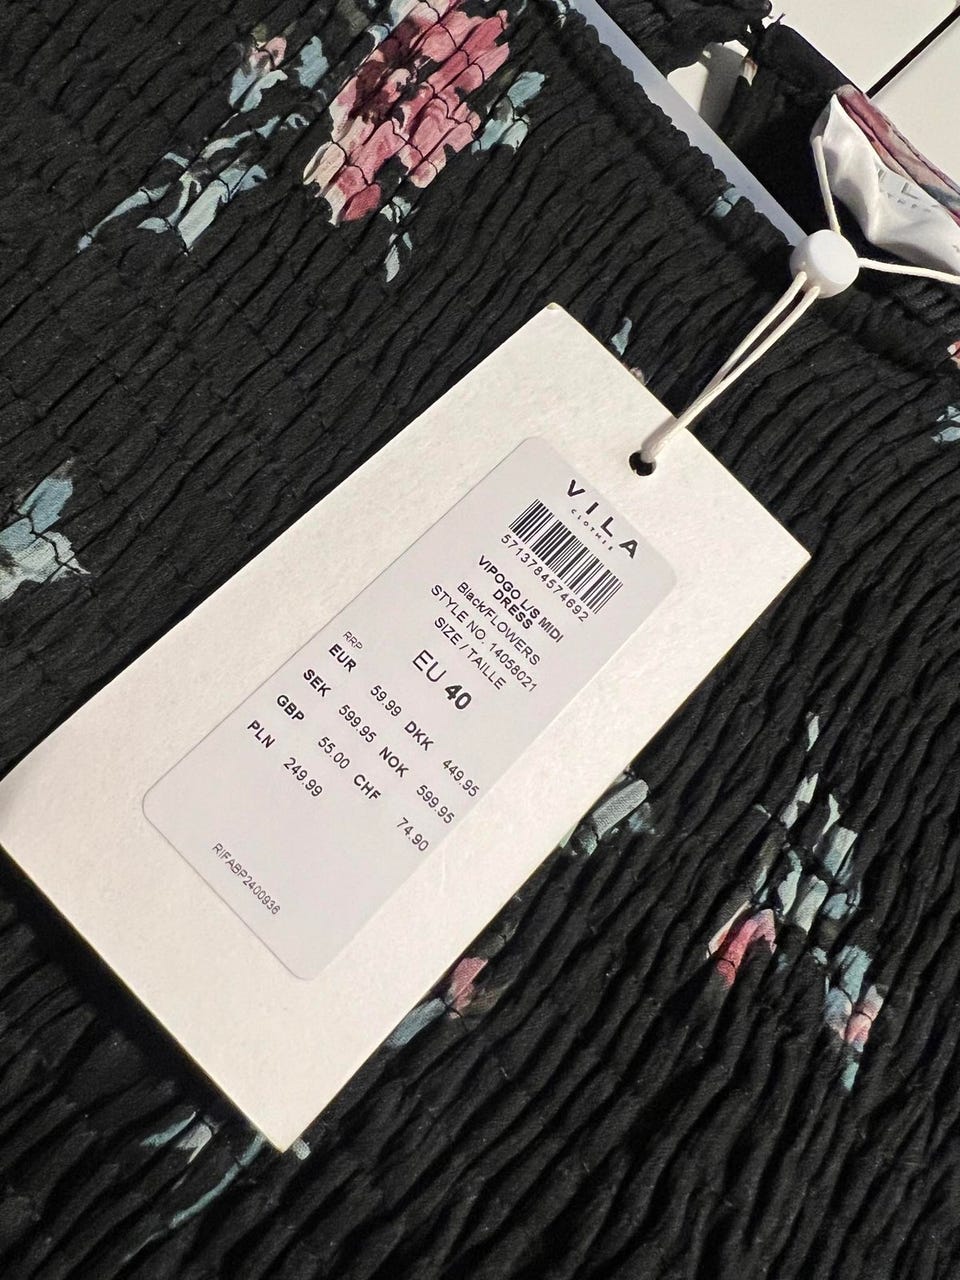 VILA
CLOTHES
5713784574692
VIPOGO L/S MIDI
DRESS
Black/FLOWERS
STYLE NO. 14058021
SIZE / TAILLE
EU 40
RRP
EUR 59.99 DKK 449.95
SEK 599.95 NOK 599.95
GBP 55.00 CHF 74.90
PLN 249.99
RIFABP2400936